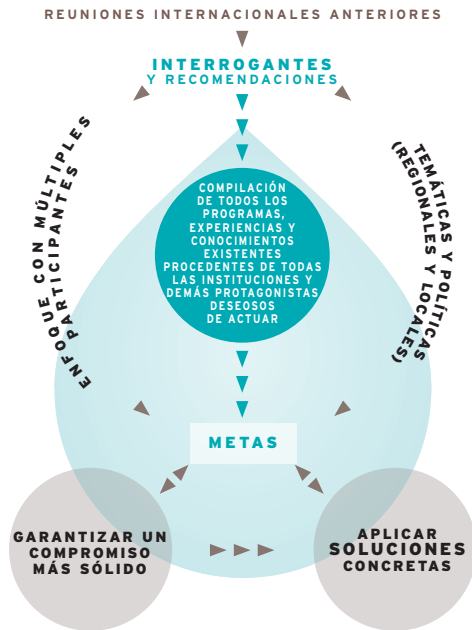 REUNIONES INTERNACIONALES ANTERIORES
INTERROGANTES
Y RECOMENDACIONES
ENFOQUE CON MÚLTIPLES
PARTICIPANTES
TEMÁTICAS Y POLÍTICAS
(REGIONALES Y LOCALES)
COMPILACIÓN
DE TODOS LOS
PROGRAMAS,
EXPERIENCIAS Y
CONOCIMIENTOS
EXISTENTES
PROCEDENTES DE TODAS
LAS INSTITUCIONES Y
DEMÁS PROTAGONISTAS
DESEOSOS
DE ACTUAR
METAS
GARANTIZAR UN
COMPROMISO
MÁS SÓLIDO
APLICAR
SOLUCIONES
CONCRETAS